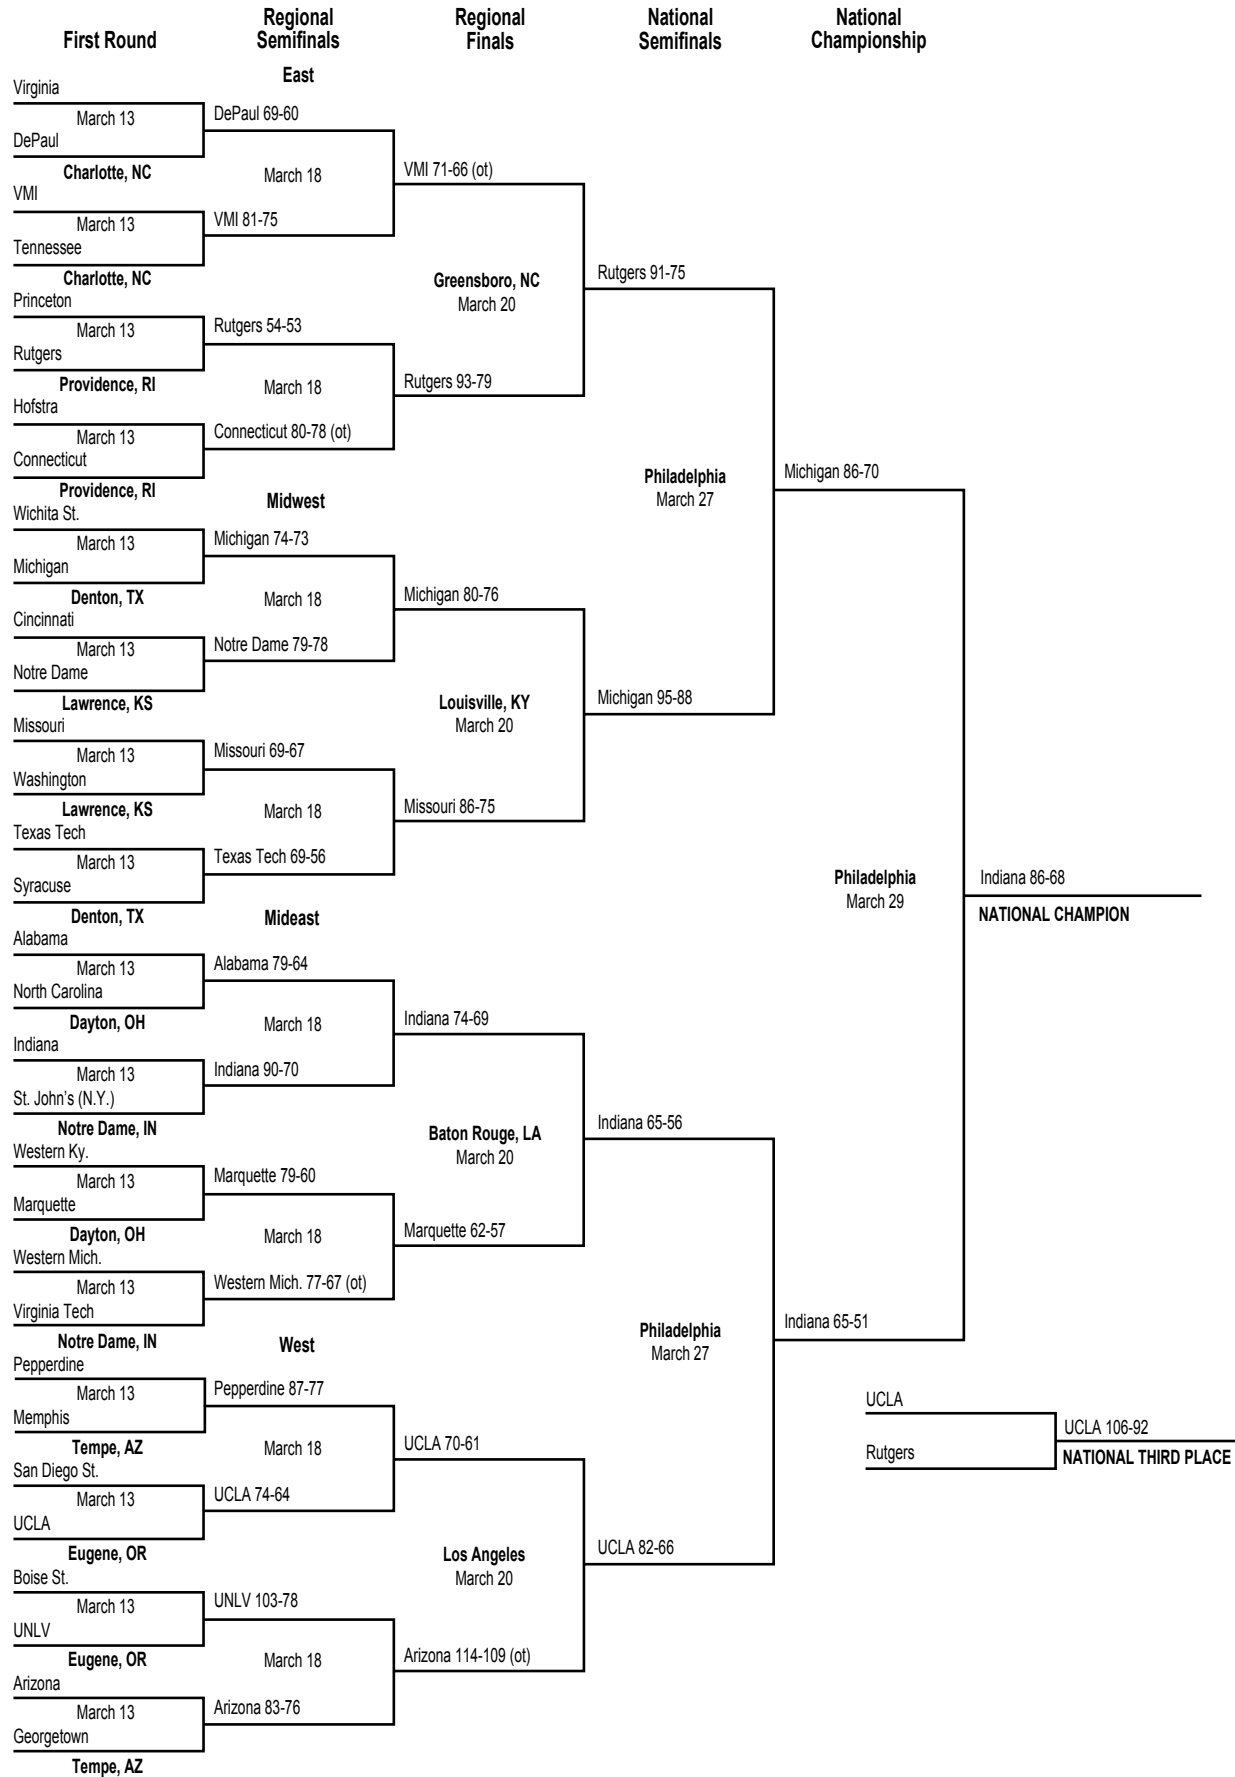 First Round
Regional
Semifinals
Regional
Finals
National
Semifinals
National
Championship
East
Virginia
March 13
DePaul
Charlotte, NC
VMI
March 13
Tennessee
Charlotte, NC
Princeton
March 13
Rutgers
Providence, RI
Hofstra
March 13
Connecticut
Providence, RI
DePaul 69-60
March 18
VMI 81-75
Rutgers 54-53
March 18
Connecticut 80-78 (ot)
VMI 71-66 (ot)
Greensboro, NC
March 20
Rutgers 93-79
Rutgers 91-75
Midwest
Wichita St.
March 13
Michigan
Denton, TX
Cincinnati
March 13
Notre Dame
Lawrence, KS
Missouri
March 13
Washington
Lawrence, KS
Texas Tech
March 13
Syracuse
Denton, TX
Michigan 74-73
March 18
Notre Dame 79-78
Missouri 69-67
March 18
Texas Tech 69-56
Michigan 80-76
Louisville, KY
March 20
Missouri 86-75
Michigan 95-88
Philadelphia
March 27
Michigan 86-70
Mideast
Alabama
March 13
North Carolina
Dayton, OH
Indiana
March 13
St. John's (N.Y.)
Notre Dame, IN
Western Ky.
March 13
Marquette
Dayton, OH
Western Mich.
March 13
Virginia Tech
Notre Dame, IN
Alabama 79-64
March 18
Indiana 90-70
Marquette 79-60
March 18
Western Mich. 77-67 (ot)
Indiana 74-69
Baton Rouge, LA
March 20
Marquette 62-57
Indiana 65-56
West
Pepperdine
March 13
Memphis
Tempe, AZ
San Diego St.
March 13
UCLA
Eugene, OR
Boise St.
March 13
UNLV
Eugene, OR
Arizona
March 13
Georgetown
Tempe, AZ
Pepperdine 87-77
March 18
UCLA 74-64
UNLV 103-78
March 18
Arizona 83-76
UCLA 70-61
Los Angeles
March 20
Arizona 114-109 (ot)
UCLA 82-66
Philadelphia
March 27
Indiana 65-51
Philadelphia
March 29
Indiana 86-68
NATIONAL CHAMPION
UCLA
Rutgers
UCLA 106-92
NATIONAL THIRD PLACE